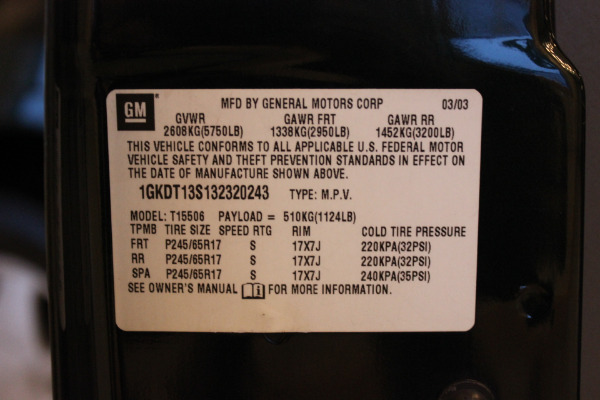 GM MFD BY GENERAL MOTORS CORP 03/03
GVWR GAWR FRT GAWR RR
2608KG(5750LB) 1338KG(2950LB) 1452KG(3200LB)
THIS VEHICLE CONFORMS TO ALL APPLICABLE U.S. FEDERAL MOTOR
VEHICLE SAFETY AND THEFT PREVENTION STANDARDS IN EFFECT ON
THE DATE OF MANUFACTURE SHOWN ABOVE.
1GKDT13S132320243 TYPE: M.P.V.
MODEL: T15506 PAYLOAD = 510KG(1124LB)
TPMB TIRE SIZE SPEED RTG RIM COLD TIRE PRESSURE
FRT P245/65R17 S 17X7J 220KPA(32PSI)
RR P245/65R17 S 17X7J 220KPA(32PSI)
SPA P245/65R17 S 17X7J 240KPA(35PSI)
SEE OWNER'S MANUAL FOR MORE INFORMATION.